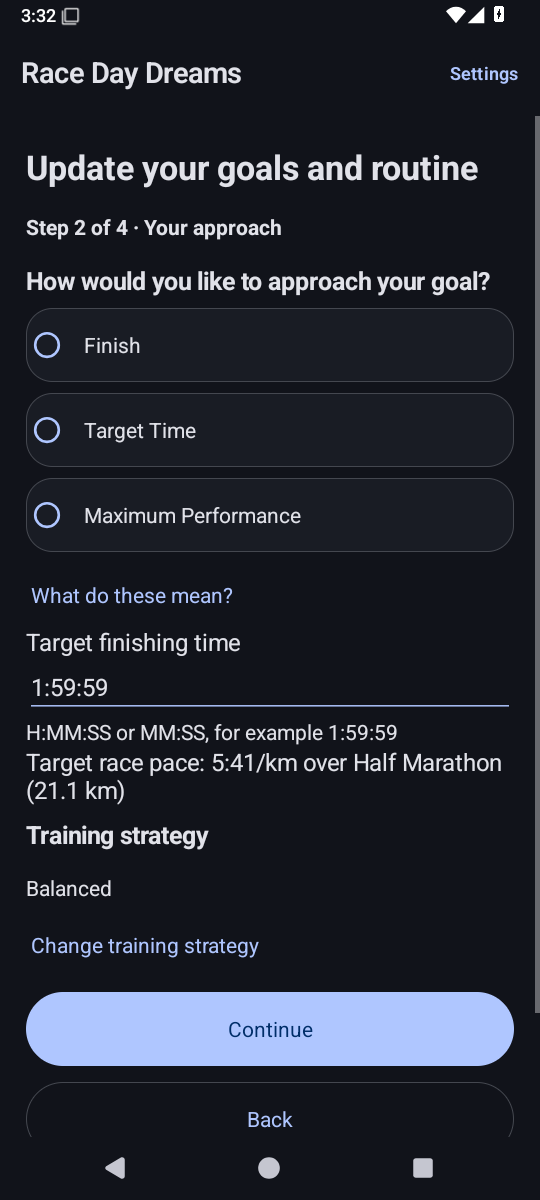 3:32
Race Day Dreams
Settings
Update your goals and routine
Step 2 of 4 · Your approach
How would you like to approach your goal?
Finish
Target Time
Maximum Performance
What do these mean?
Target finishing time
1:59:59
H:MM:SS or MM:SS, for example 1:59:59
Target race pace: 5:41/km over Half Marathon
(21.1 km)
Training strategy
Balanced
Change training strategy
Continue
Back